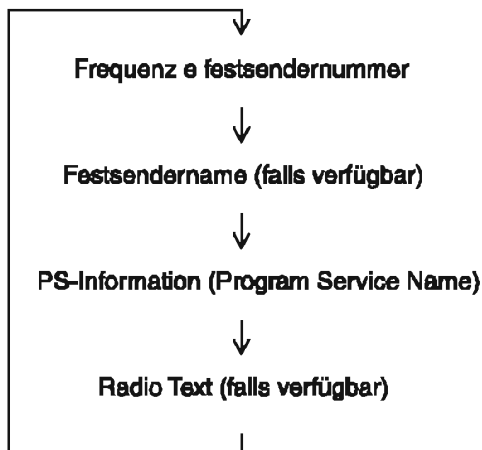 Frequenz e festsendernummer
Festsendername (falls verfügbar)
PS-Information (Program Service Name)
Radio Text (falls verfügbar)